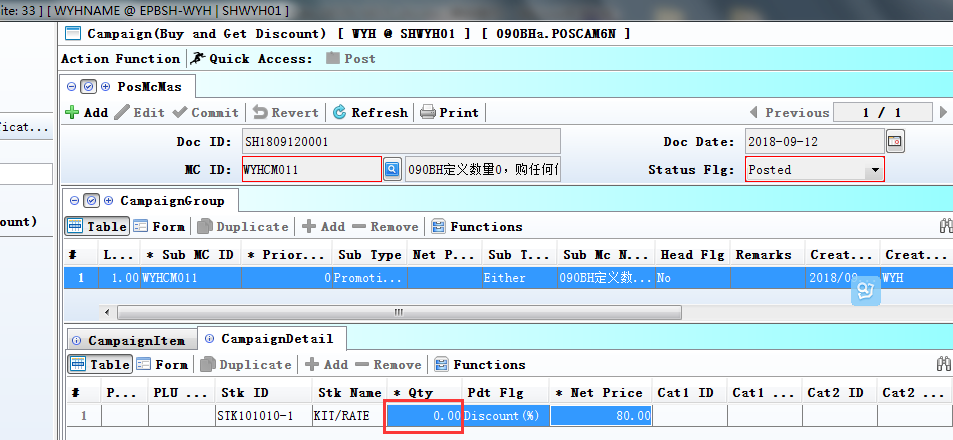 ite: 33 ] [ WYHNAME @ EPBSH-WYH | SHWYH01 ]
Campaign(Buy and Get Discount) [ WYH @ SHWYH01 ] [ 090BHa.POSCAM6N ]
Action Function Quick Access: Post
PosMcMas
Add Edit Commit Revert Refresh Print Previous 1 / 1
Doc ID: SH1809120001 Doc Date: 2018-09-12
MC ID: WYHCM011 090BH定义数量0，购任何 Status Flg: Posted
icat...
ount)
CampaignGroup
Table Form Duplicate Add Remove Functions
# L... * Sub MC ID * Prior... Sub Type Net P... Sub T... Sub Mc N... Head Flg Remarks Creat... Creat...
1 1.00 WYHCM011 0 Promoti... Either 090BH定义数... No 2018/09 WYH
CampaignItem CampaignDetail
Table Form Duplicate Add Remove Functions
# P... PLU ... Stk ID Stk Name * Qty Pdt Flg * Net Price Cat1 ID Cat1 ... Cat2 ID Cat2 ...
1 STK101010-1 KIT/RATE 0.00 Discount(%) 80.00